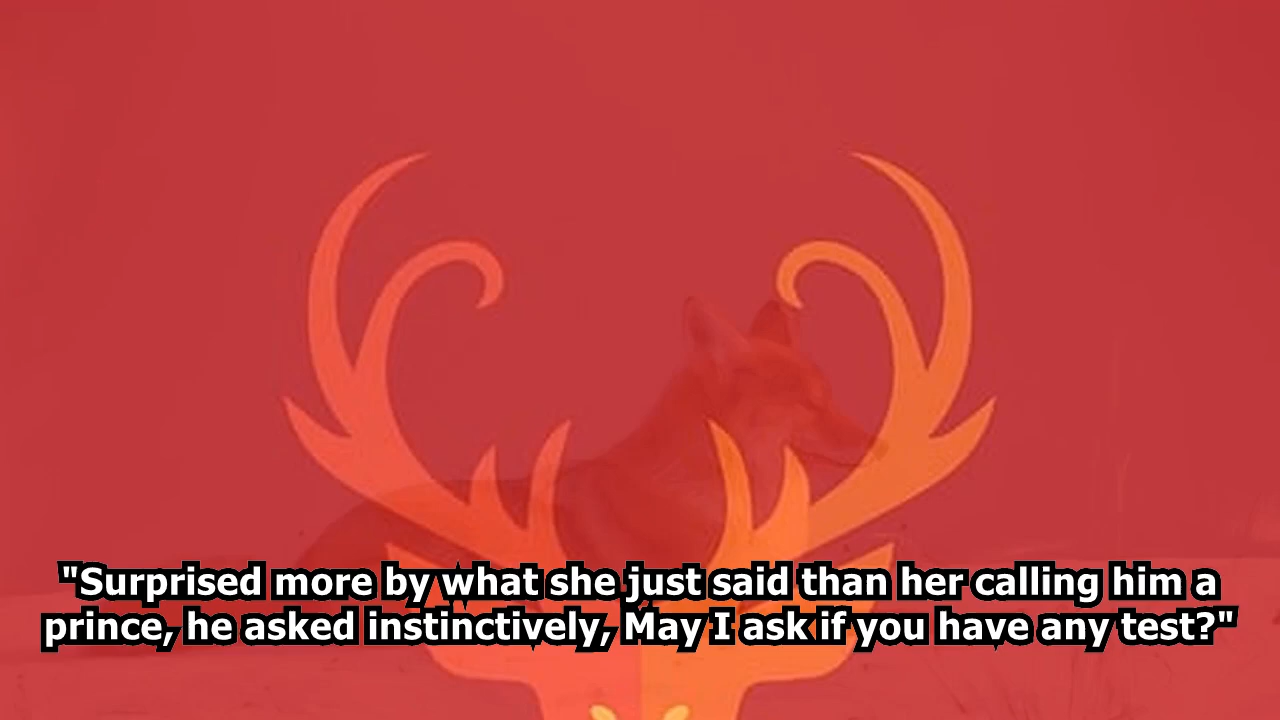 "Surprised more by what she just said than her calling him a
prince, he asked instinctively, May I ask if you have any test?"